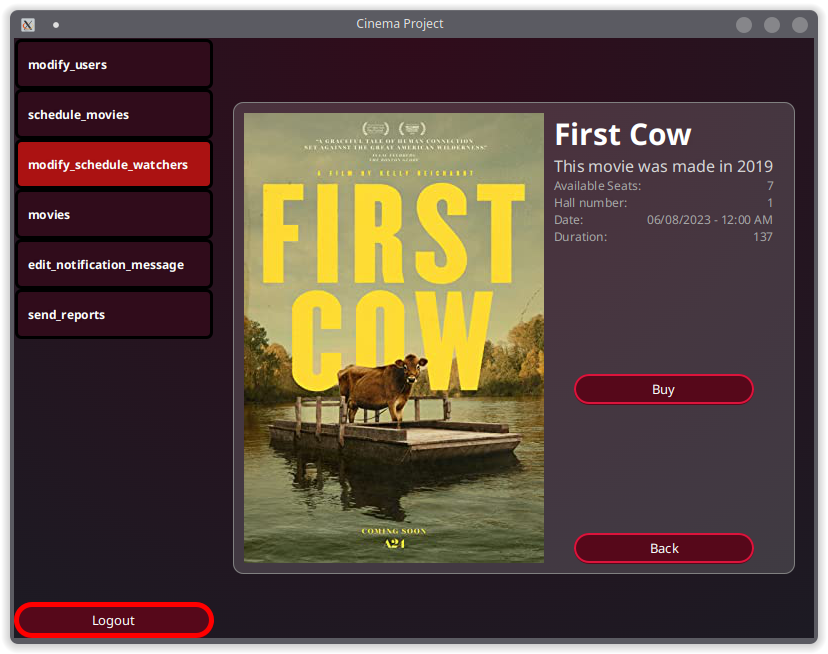 Cinema Project
modify_users
schedule_movies
modify_schedule_watchers
movies
edit_notification_message
send_reports
Logout
"A GRACEFUL TALE OF HUMAN CONNECTION
SET AGAINST THE GREAT AMERICAN WILDERNESS."
A FILM BY KELLY REICHARDT
FIRST
COW
COMING SOON
A24
First Cow
This movie was made in 2019
Available Seats: 7
Hall number: 1
Date: 06/08/2023 - 12:00 AM
Duration: 137
Buy
Back